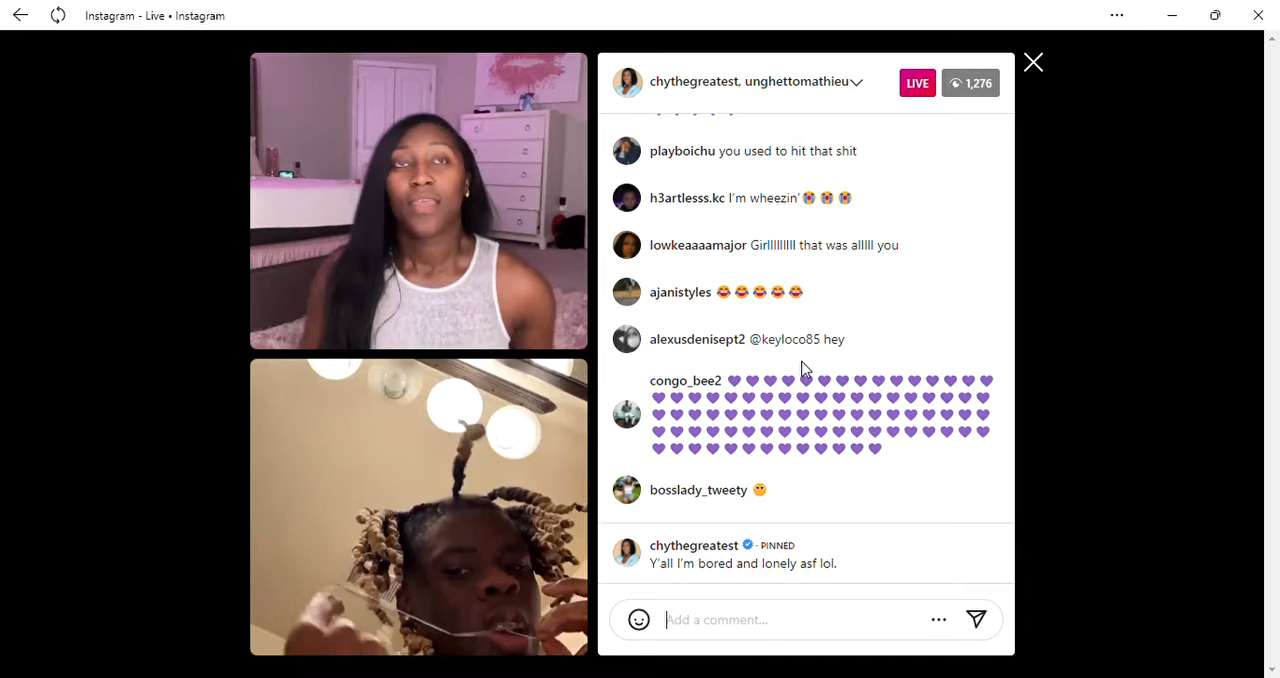 Instagram - Live • Instagram
chythegreatest, unghettomathieu
LIVE
1,276
playboichu you used to hit that shit
h3artlesss.kc I'm wheezin'😭 😭 😭
lowkeaaaamajor Girlllllllll that was alllll you
ajanistyles 😂 😂 😂 😂 😂
alexusdenisept2 @keyloco85 hey
congo_bee2 💜 💜 💜 💜 💜 💜 💜 💜 💜 💜 💜 💜 💜 💜 💜
💜 💜 💜 💜 💜 💜 💜 💜 💜 💜 💜 💜 💜 💜 💜 💜 💜 💜 💜
💜 💜 💜 💜 💜 💜 💜 💜 💜 💜 💜 💜 💜 💜 💜 💜 💜 💜 💜
💜 💜 💜 💜 💜 💜 💜 💜 💜 💜 💜 💜 💜 💜 💜 💜 💜 💜 💜
💜 💜 💜 💜 💜 💜 💜 💜 💜 💜 💜 💜 💜
bosslady_tweety 😬
chythegreatest · PINNED
Y'all I'm bored and lonely asf lol.
Add a comment...